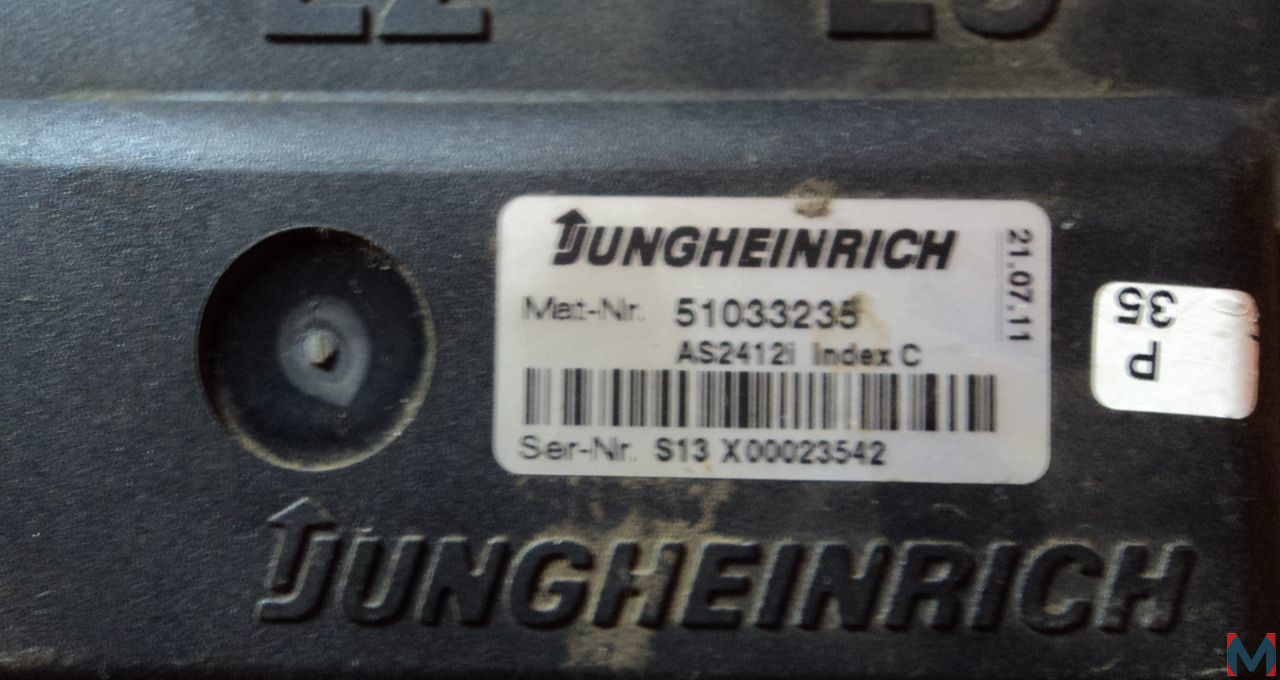 JUNGHEINRICH
Mat-Nr. 51033235
AS2412i Index C
Ser-Nr. S13 X00023542
21.07.11
35
P
JUNGHEINRICH
M